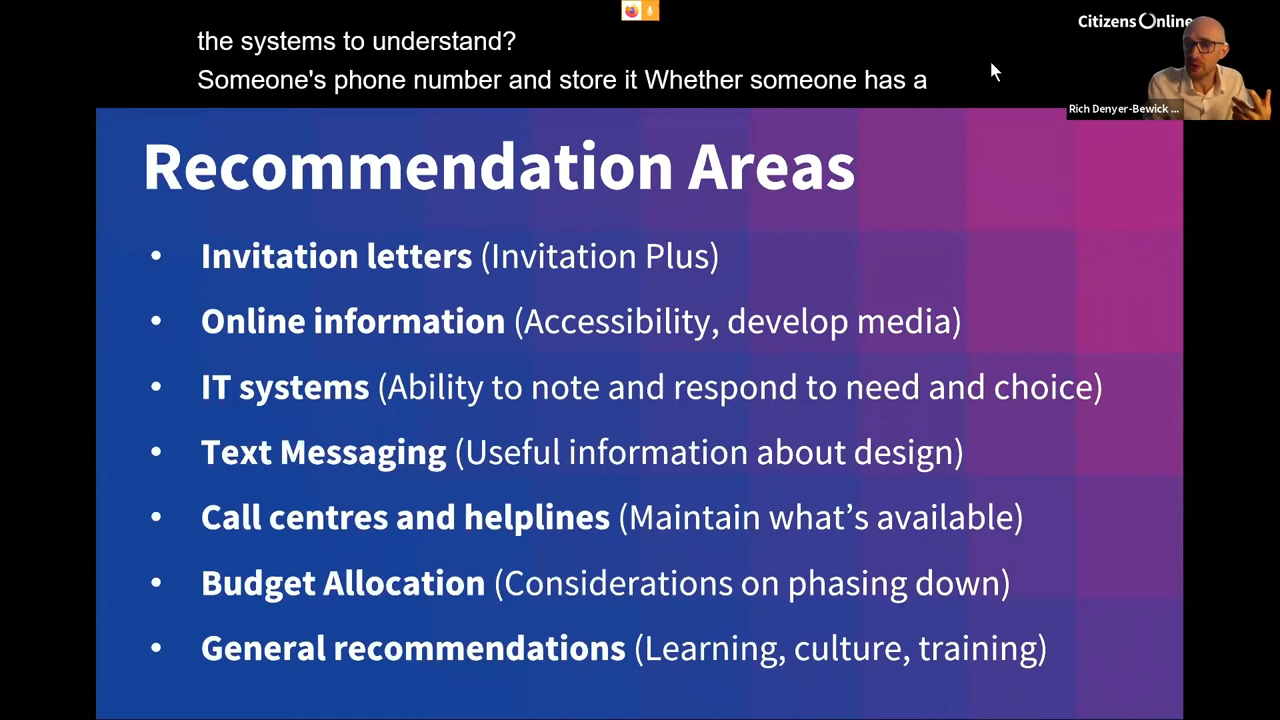 the systems to understand?
Someone's phone number and store it Whether someone has a
Citizens Online
Rich Denyer-Bewick ...
Recommendation Areas
• Invitation letters (Invitation Plus)
• Online information (Accessibility, develop media)
• IT systems (Ability to note and respond to need and choice)
• Text Messaging (Useful information about design)
• Call centres and helplines (Maintain what’s available)
• Budget Allocation (Considerations on phasing down)
• General recommendations (Learning, culture, training)